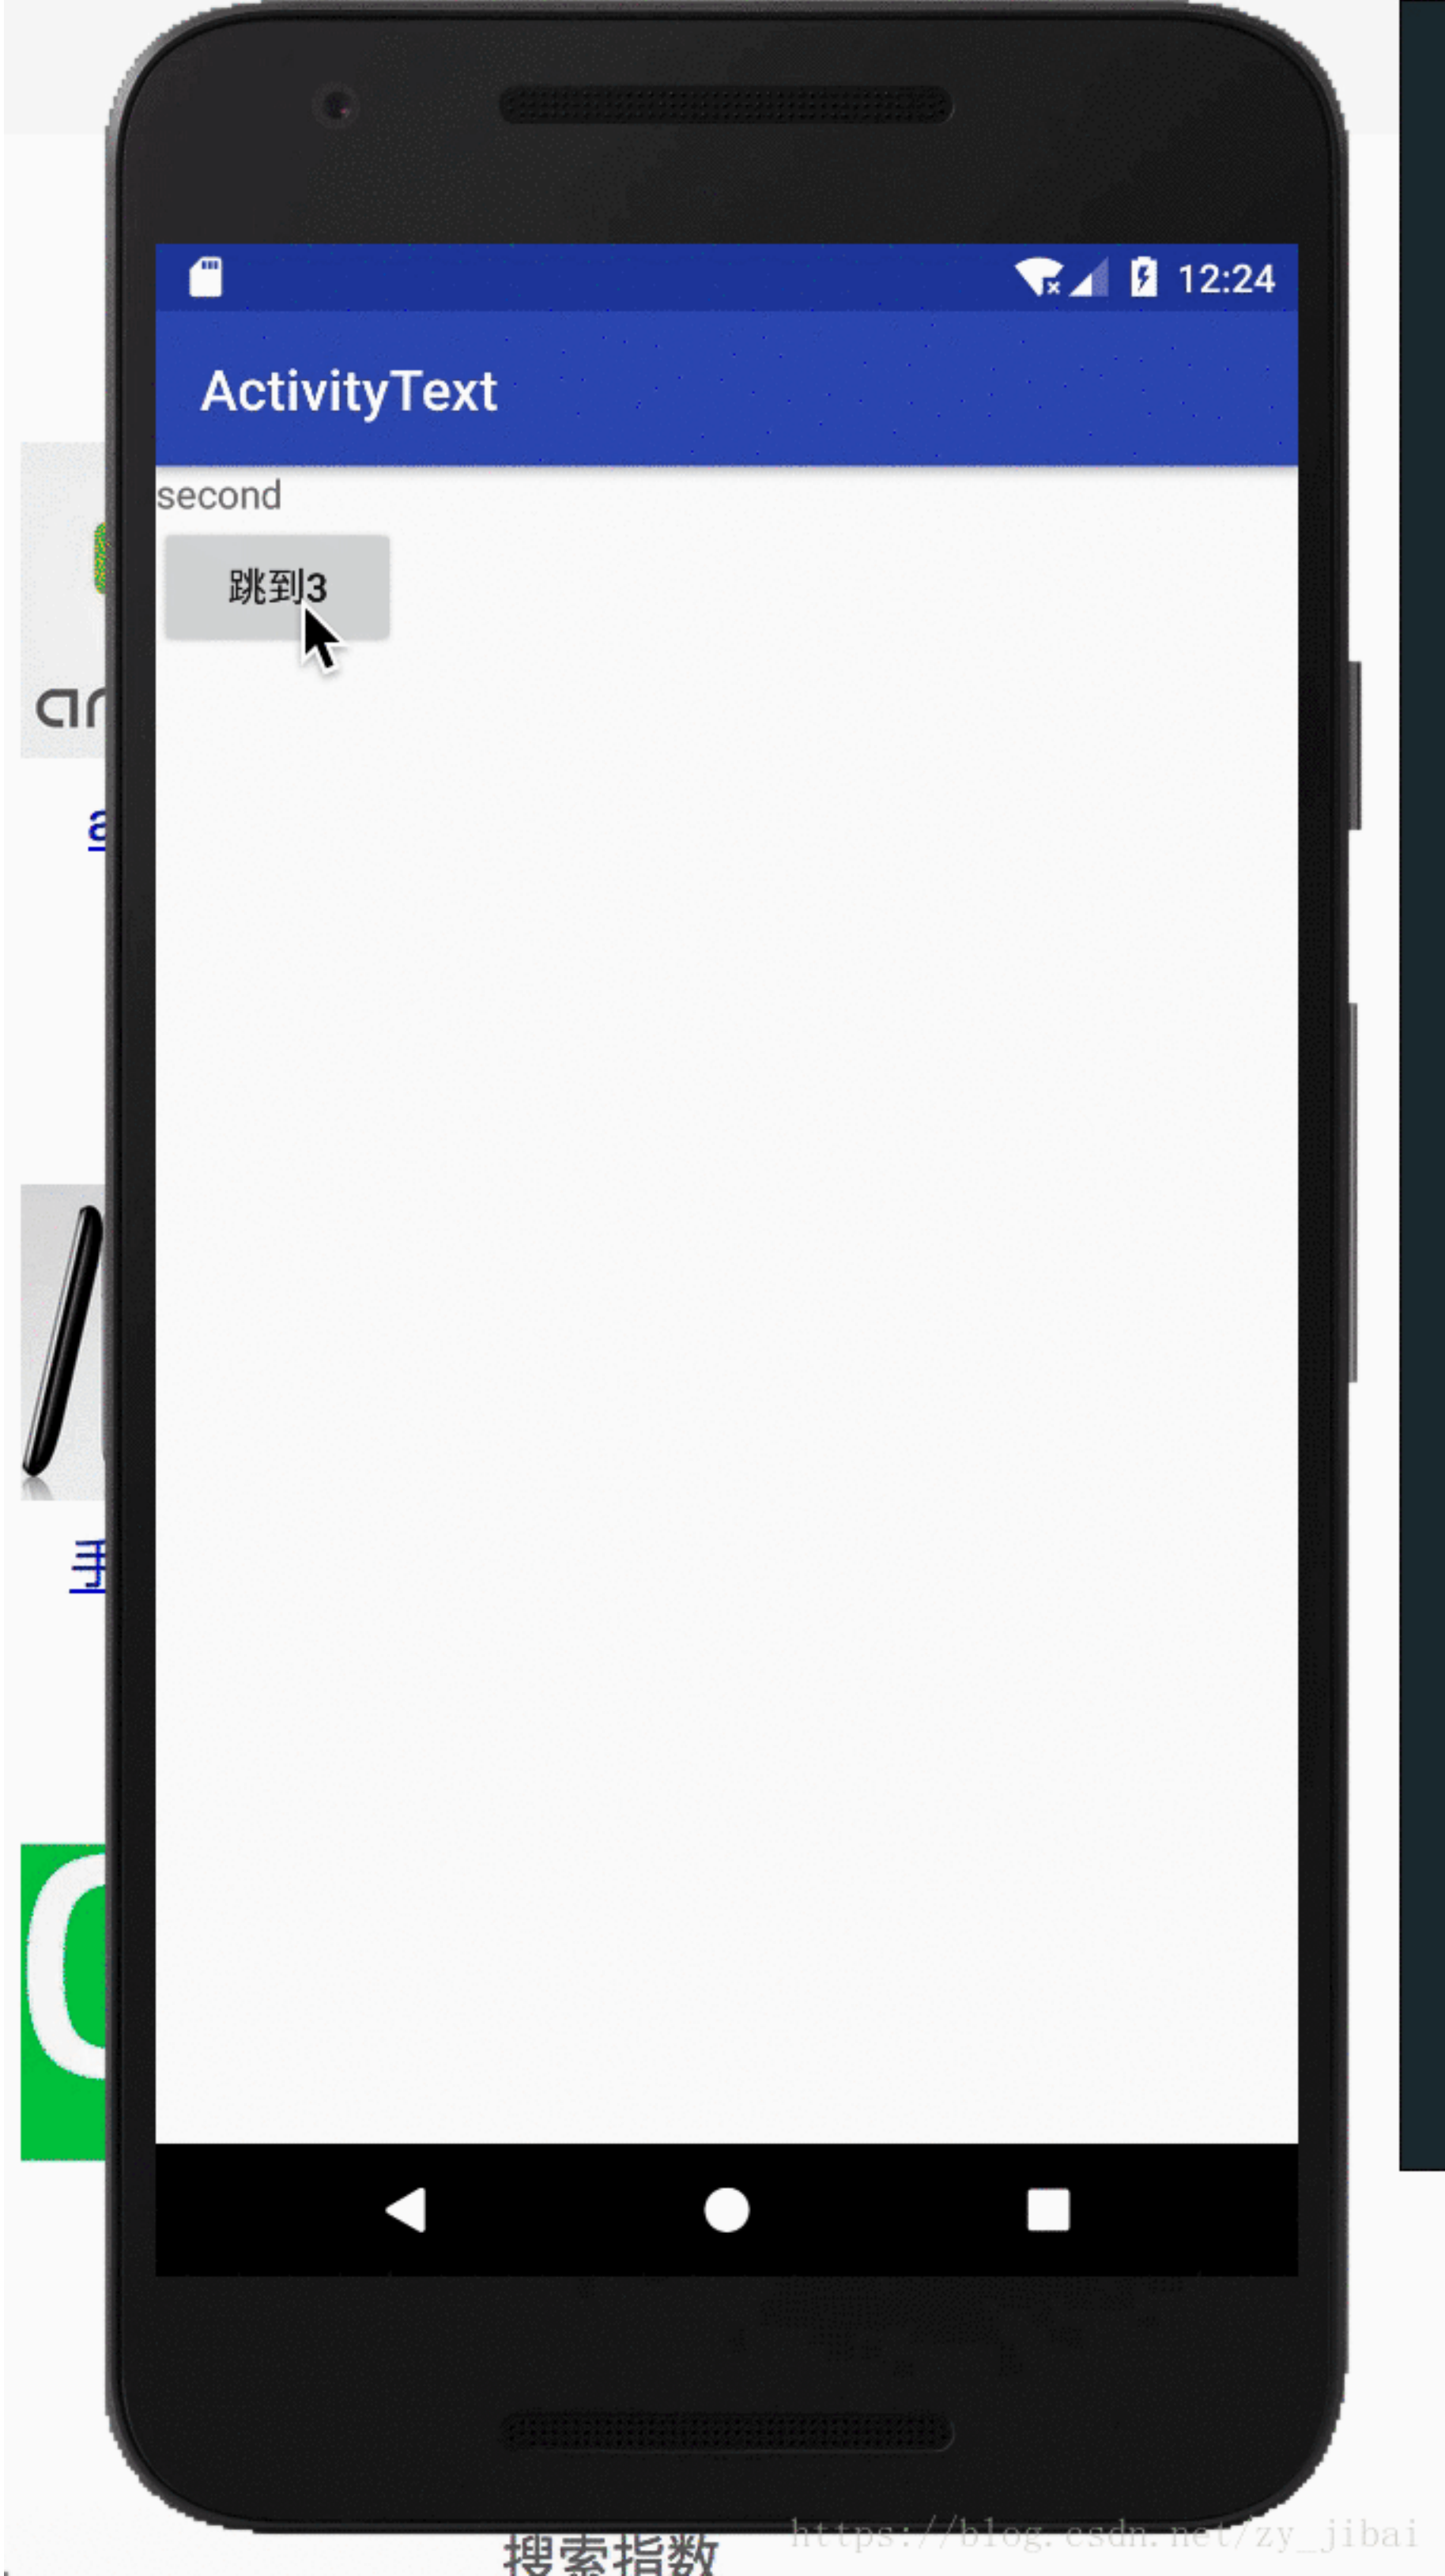 12:24
ActivityText
second
跳到3
https://blog.csdn.net/zy_jibai
搜索指数